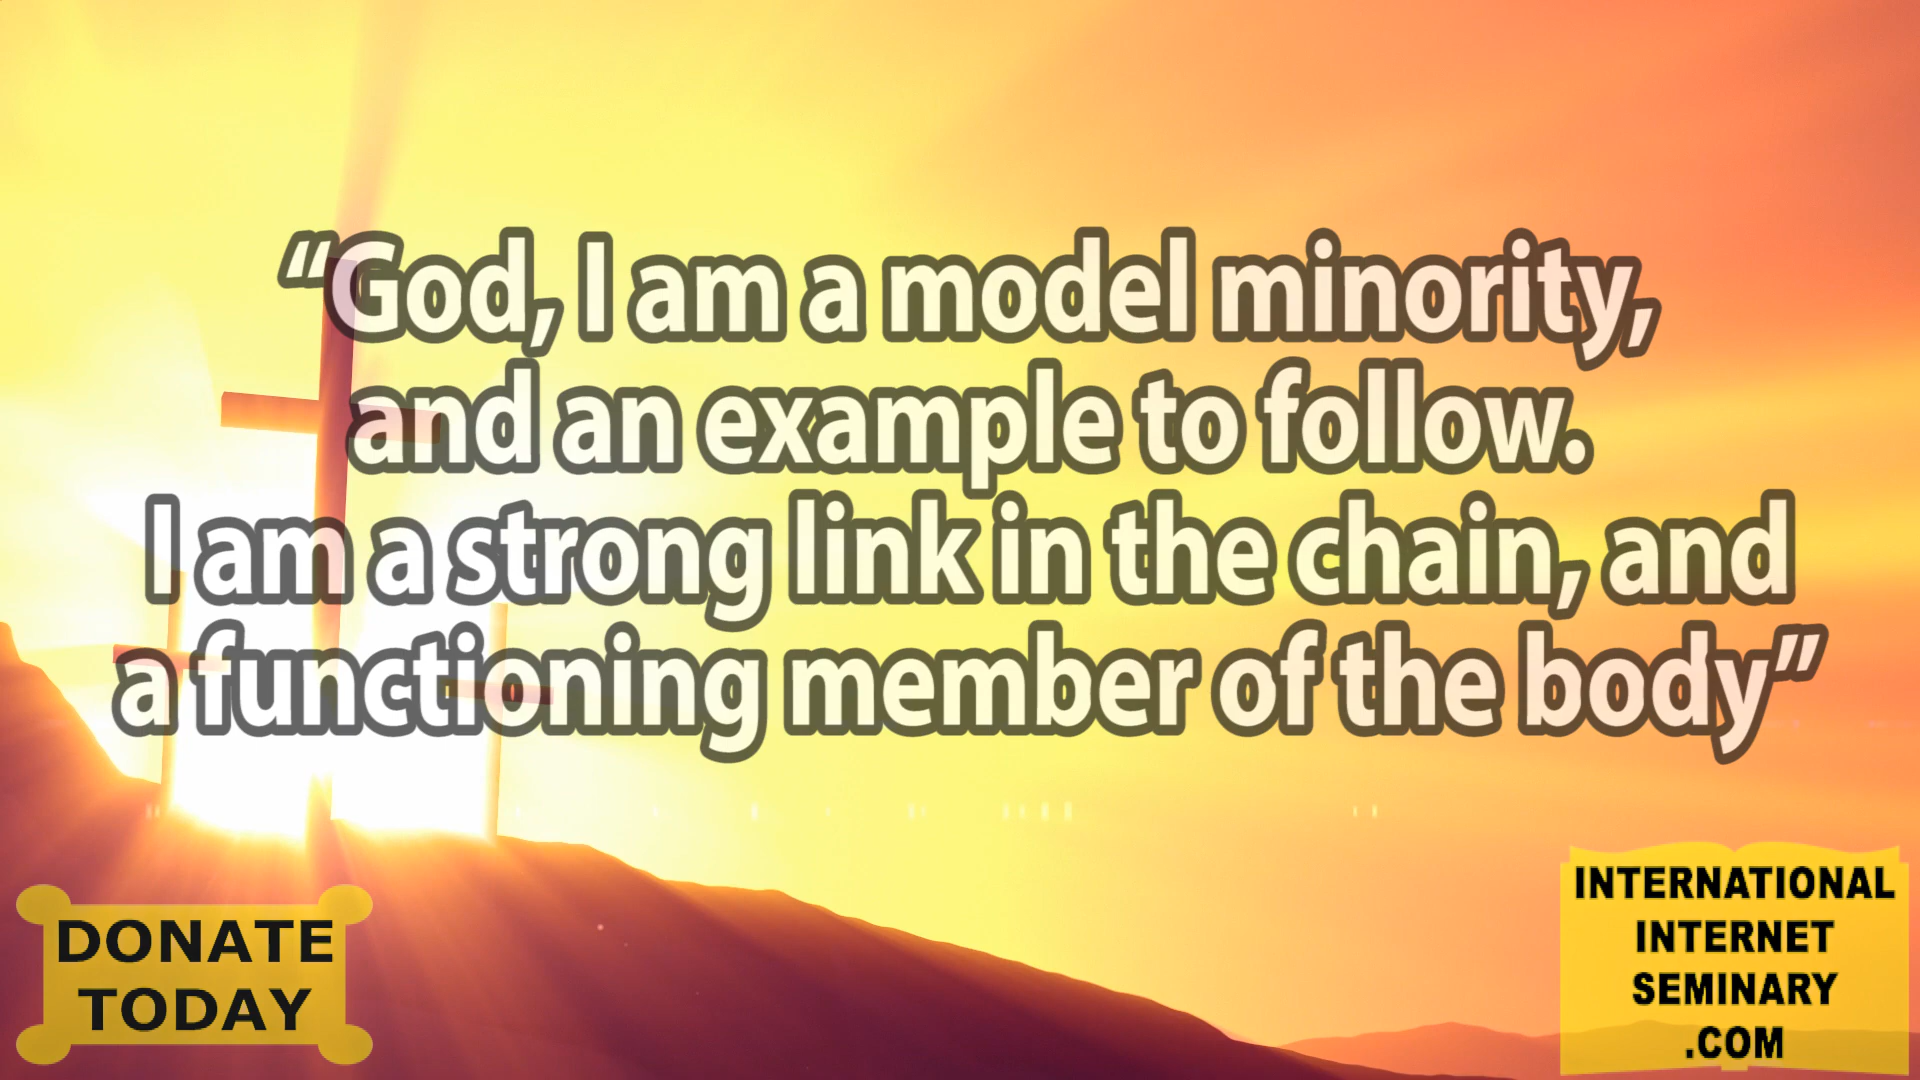 “God, I am a model minority,
and an example to follow.
I am a strong link in the chain, and
a functioning member of the body”
DONATE
TODAY
INTERNATIONAL
INTERNET
SEMINARY
.COM